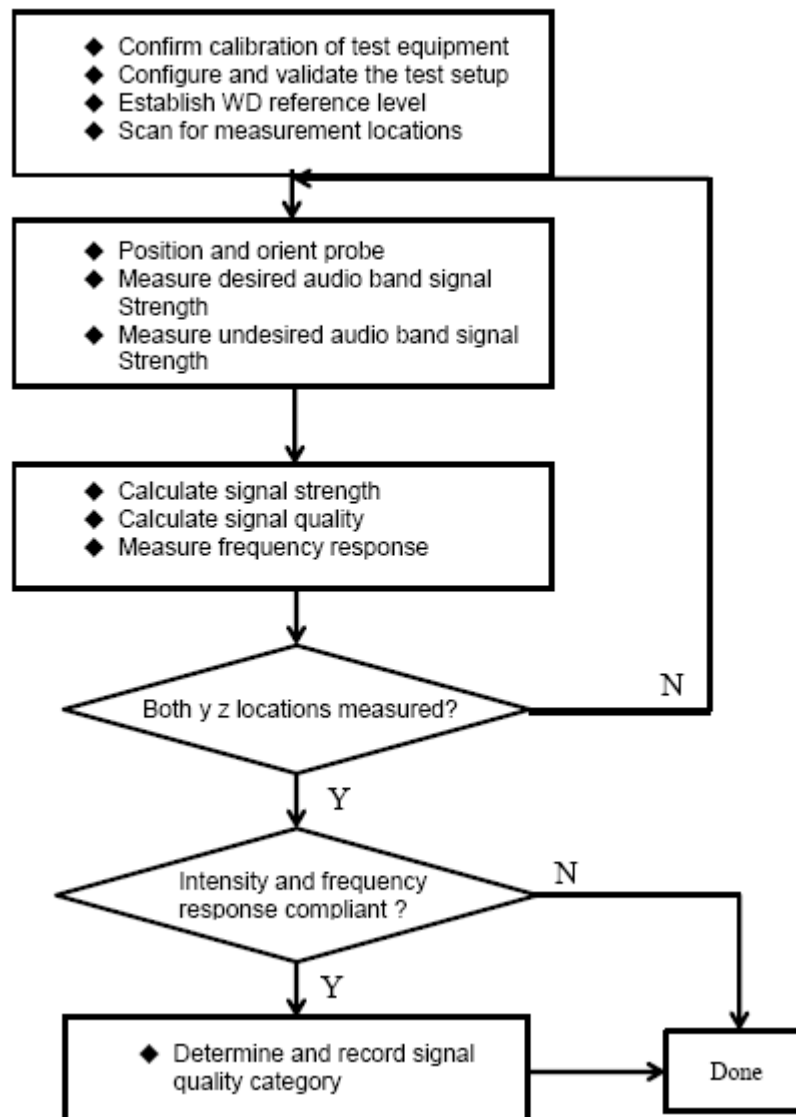 ◆ Confirm calibration of test equipment
◆ Configure and validate the test setup
◆ Establish WD reference level
◆ Scan for measurement locations
◆ Position and orient probe
◆ Measure desired audio band signal
Strength
◆ Measure undesired audio band signal
Strength
◆ Calculate signal strength
◆ Calculate signal quality
◆ Measure frequency response
Both y z locations measured?
N
Y
Intensity and frequency
response compliant ?
N
Y
◆ Determine and record signal
quality category
Done